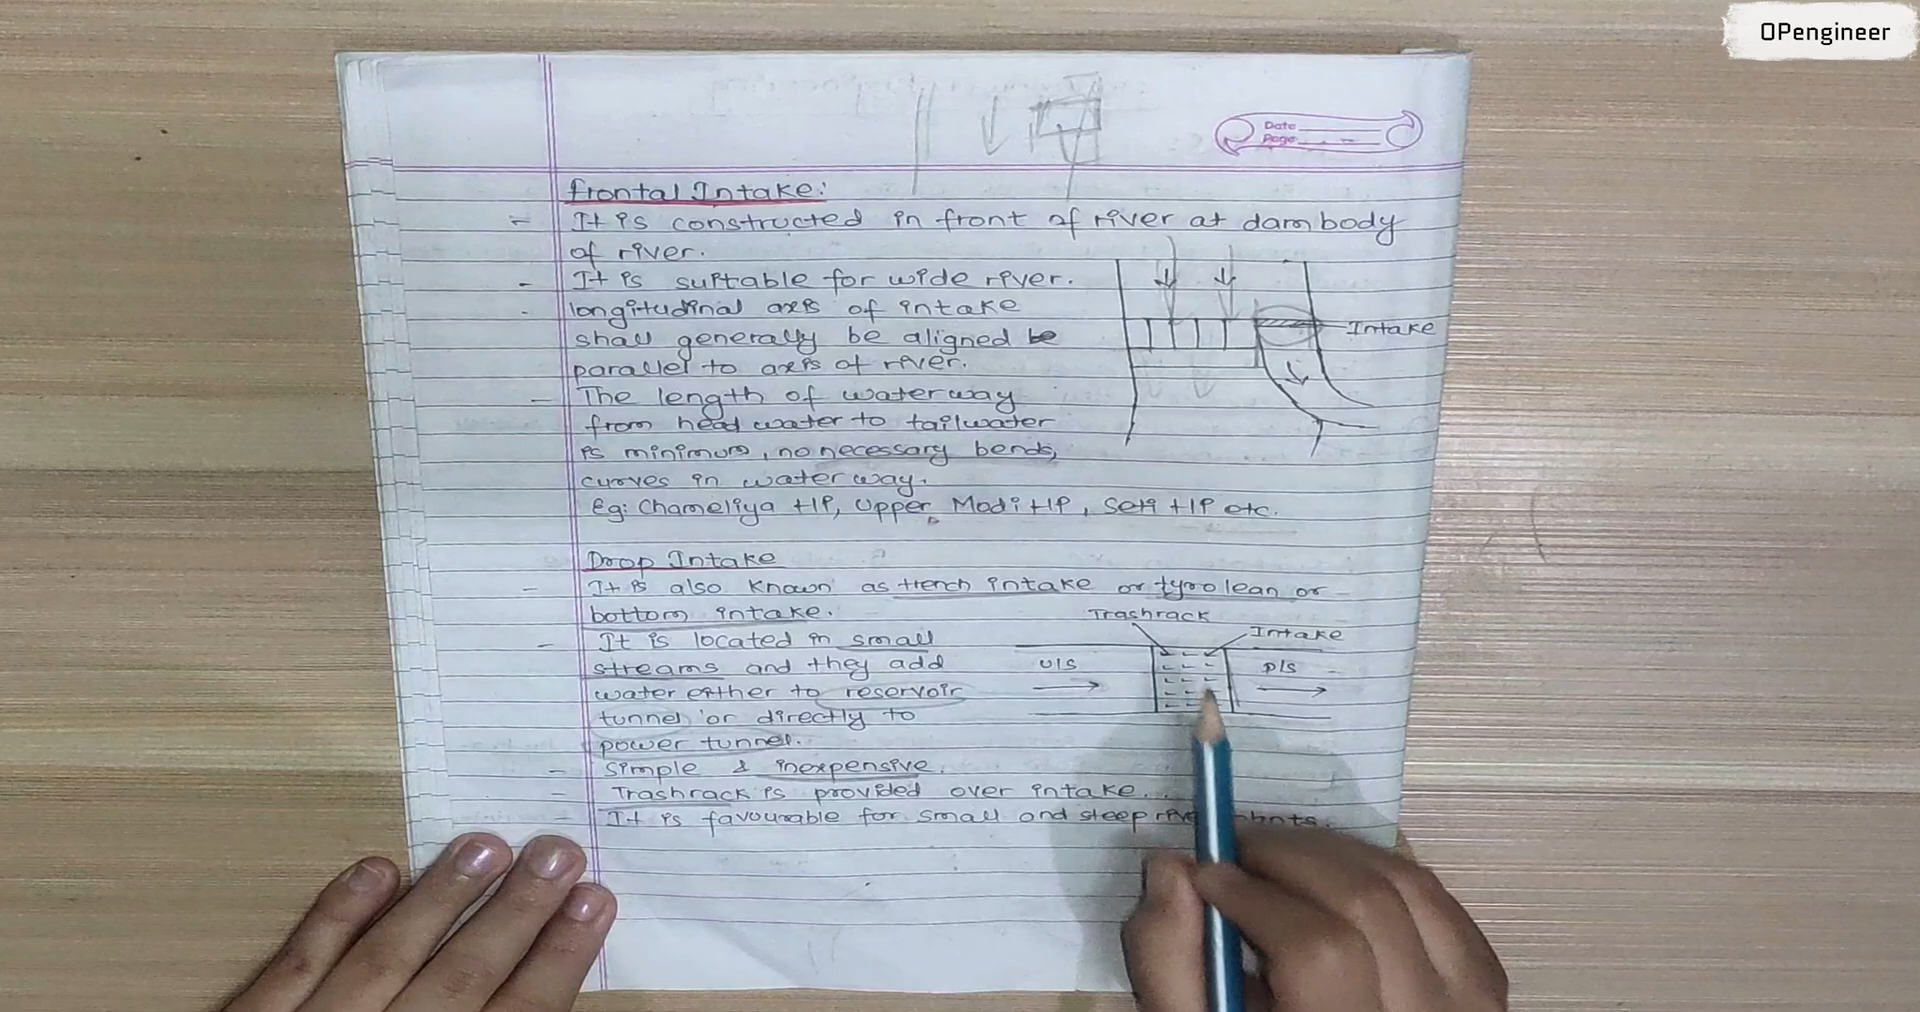 OPengineer
Date
Page
Frontal Intake:
- It is constructed in front of river at dam body
of river.
- It is suitable for wide river.
- longitudinal axis of intake
shall generally be aligned be
parallel to axis of river.
Intake
- The length of waterway
from head water to tailwater
is minimum, no necessary bends,
curves in water way.
Eg: Chameliya HP, Upper Modi HP, Seti HP etc.
Drop Intake
- It is also known as trench intake or tyrolean or
bottom intake.
Trashrack
Intake
- It is located in small
streams and they add
water either to reservoir
tunnel or directly to
power tunnel.
U/S
D/S
- Simple & inexpensive.
- Trashrack is provided over intake.
- It is favourable for small and steep